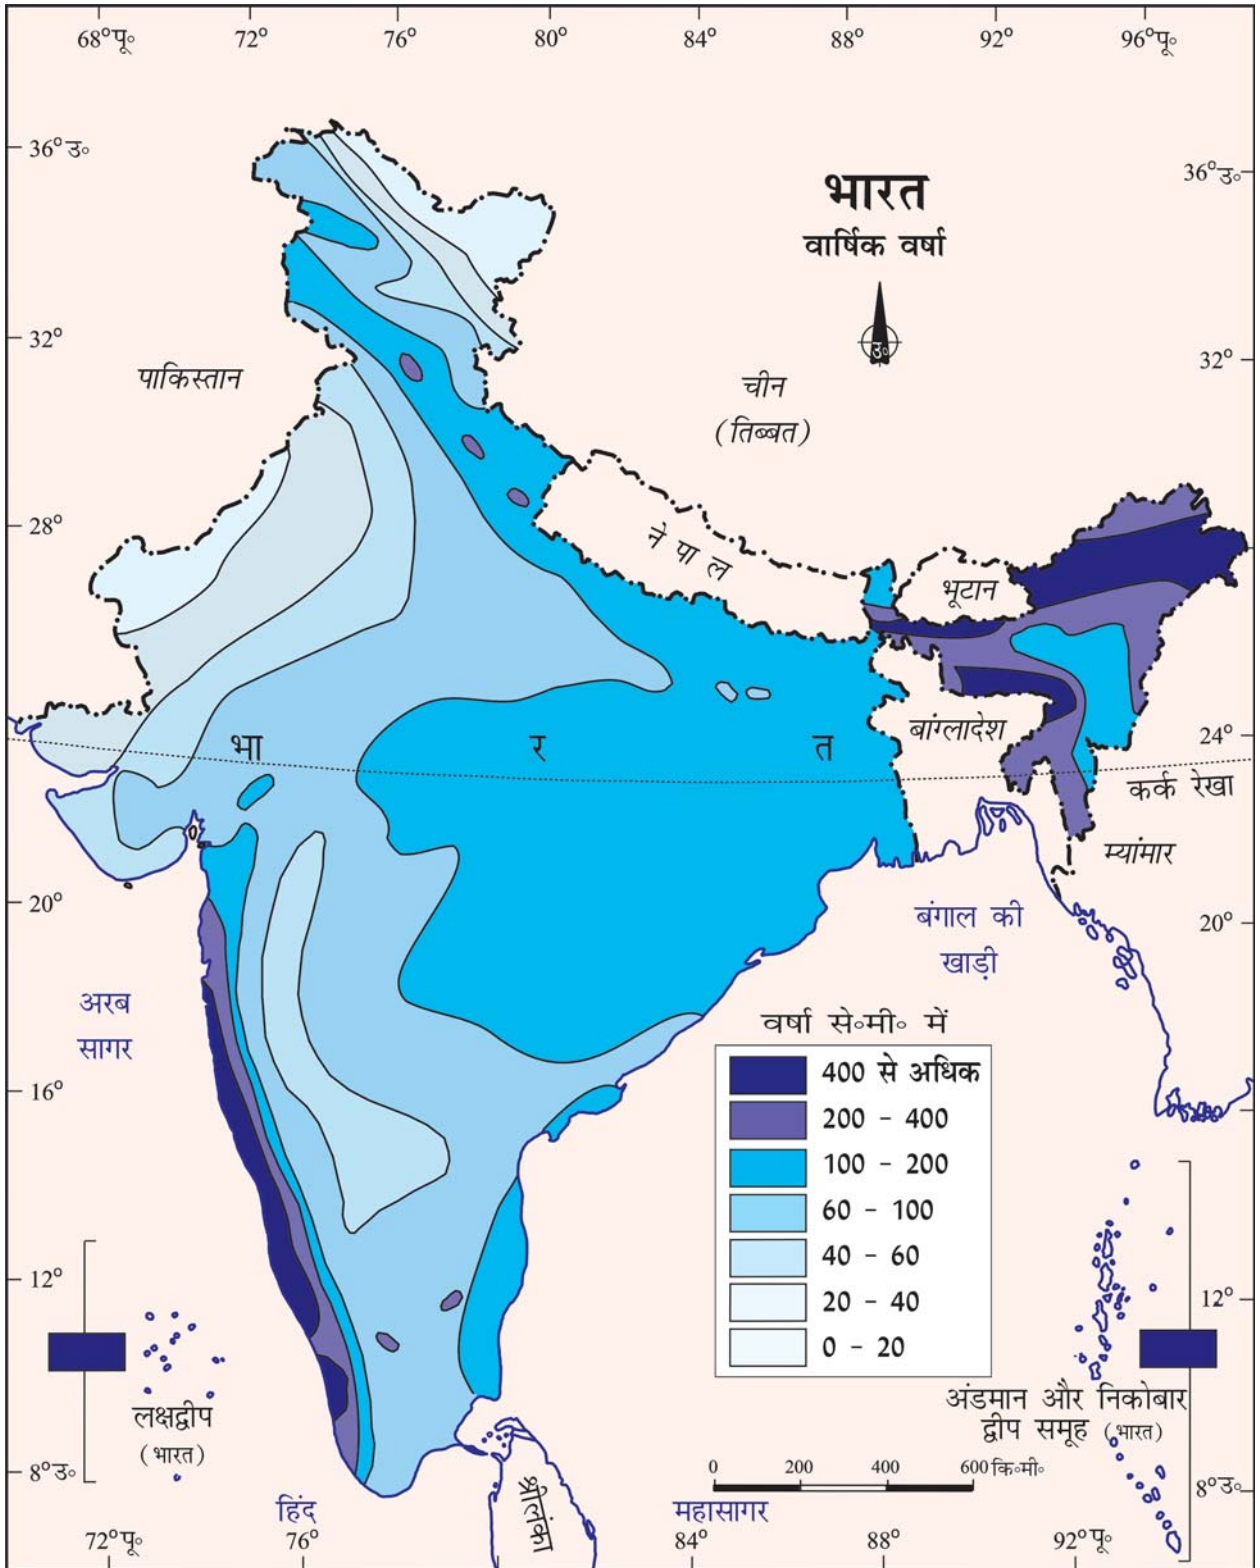 68°पू॰ 72° 76° 80° 84° 88° 92° 96°पू॰
36°उ॰
36°उ॰
भारत
वार्षिक वर्षा
उ॰
32°
32°
पाकिस्तान
चीन
(तिब्बत)
28°
नेपाल
भूटान
बांग्लादेश
भारत
24°
कर्क रेखा
म्यांमार
20°
20°
बंगाल की
खाड़ी
अरब
सागर
वर्षा से॰मी॰ में
400 से अधिक
200 - 400
100 - 200
60 - 100
40 - 60
20 - 40
0 - 20
16°
12°
12°
लक्षद्वीप
(भारत)
अंडमान और निकोबार
द्वीप समूह (भारत)
8°उ॰
8°उ॰
0 200 400 600 कि॰मी॰
श्रीलंका
हिंद महासागर
72°पू॰ 76° 84° 88° 92°पू॰